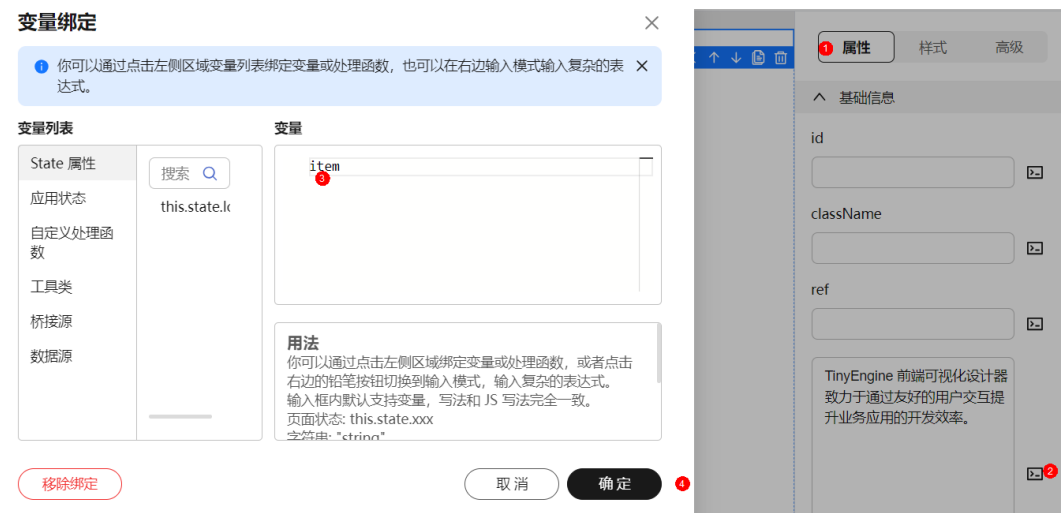 变量绑定
你可以通过点击左侧区域变量列表绑定变量或处理函数，也可以在右边输入模式输入复杂的表
达式。
变量列表
State 属性
应用状态
自定义处理函
数
工具类
桥接源
数据源
搜索
this.state.lc
变量
item
3
用法
你可以通过点击左侧区域绑定变量或处理函数，或者点击
右边的铅笔按钮切换到输入模式，输入复杂的表达式。
输入框内默认支持变量，写法和 JS 写法完全一致。
页面状态: this.state.xxx
字符串: "string"
移除绑定
取消
确定
4
1 属性 样式 高级
基础信息
id
className
ref
TinyEngine 前端可视化设计器
致力于通过友好的用户交互提
升业务应用的开发效率。
2